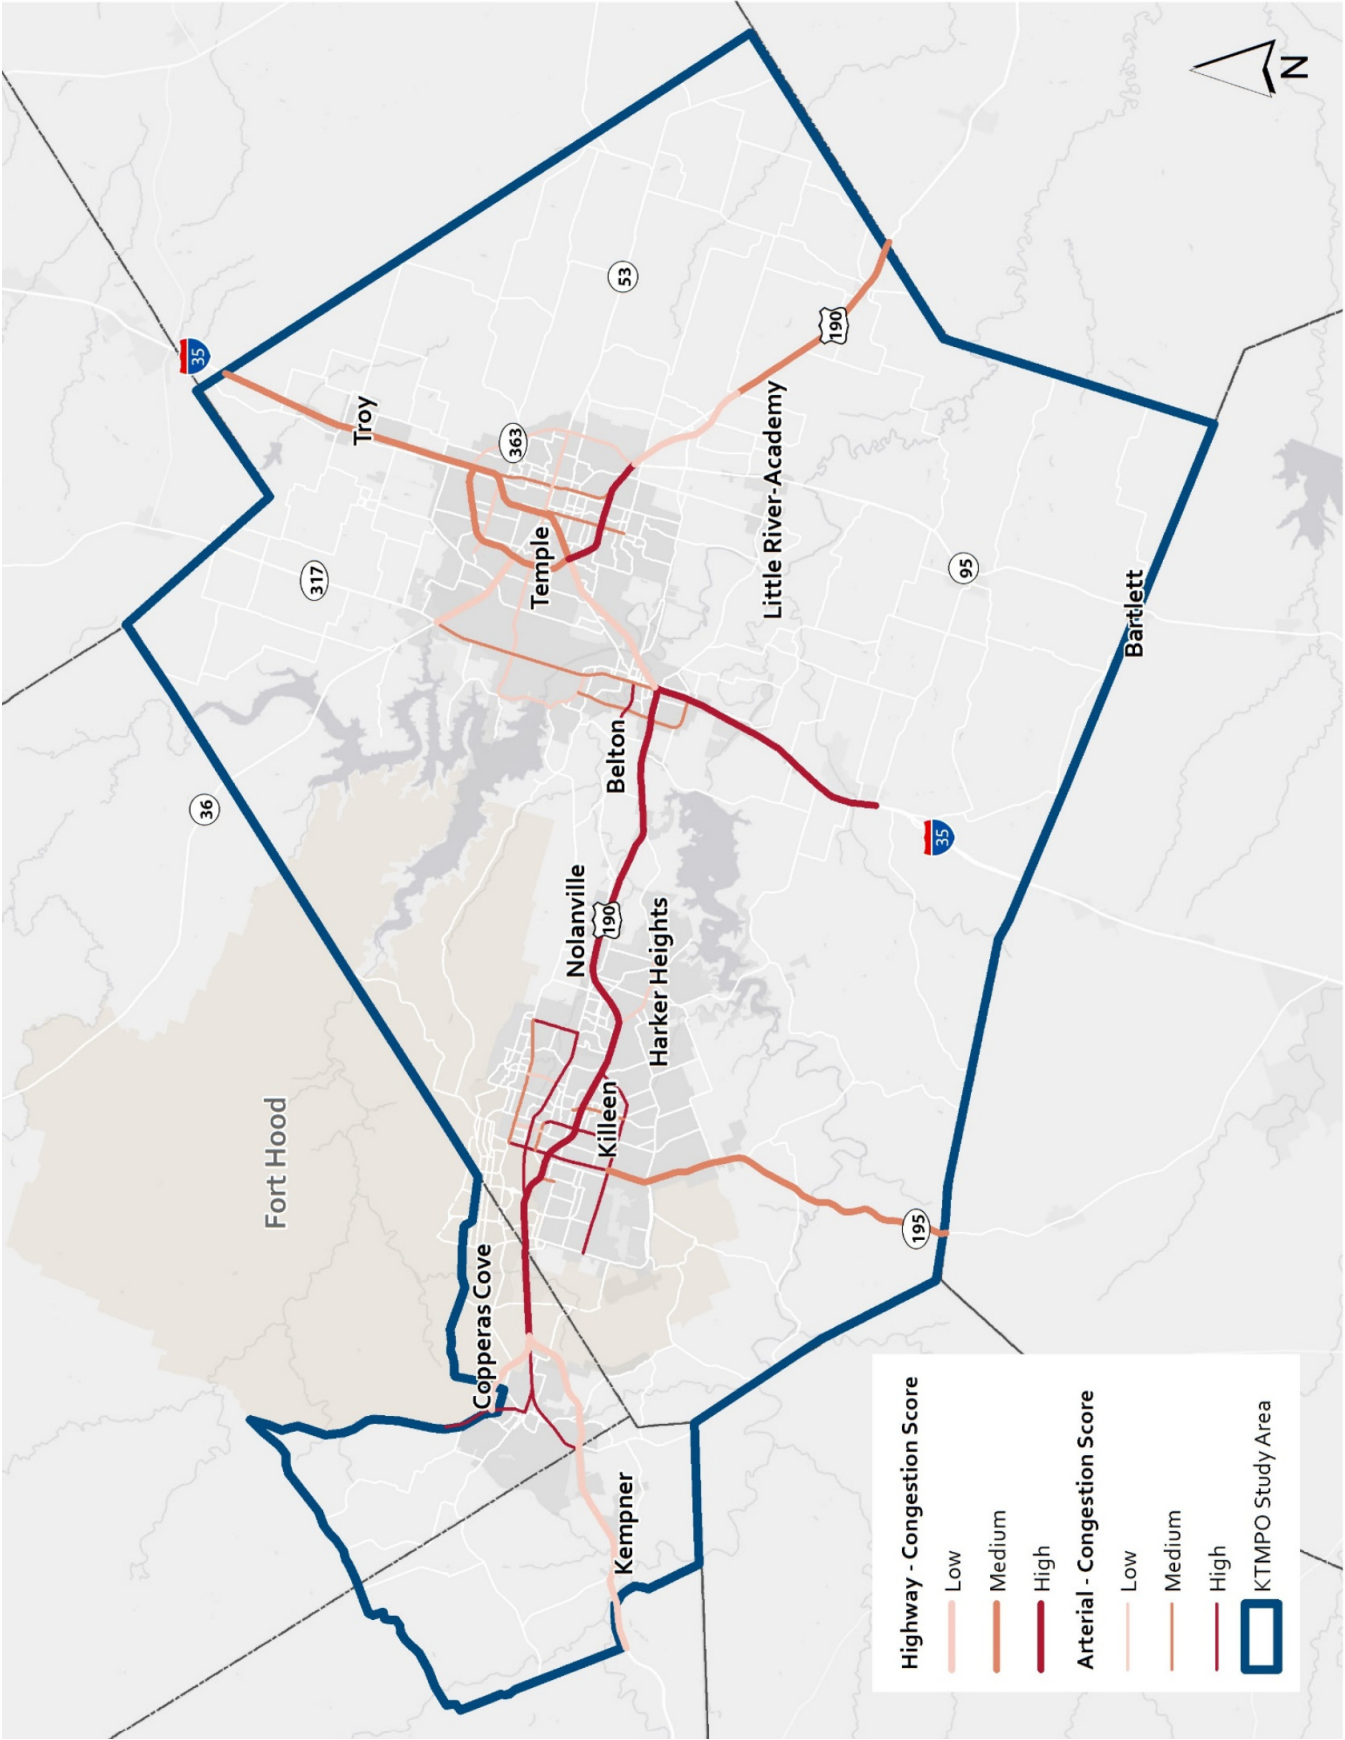 Fort Hood
Copperas Cove
Kempner
Killeen
Harker Heights
Nolanville
Belton
Temple
Troy
Little River-Academy
Bartlett
36
317
35
363
53
190
190
95
35
195
N
Highway - Congestion Score
Low
Medium
High
Arterial - Congestion Score
Low
Medium
High
KTMPO Study Area